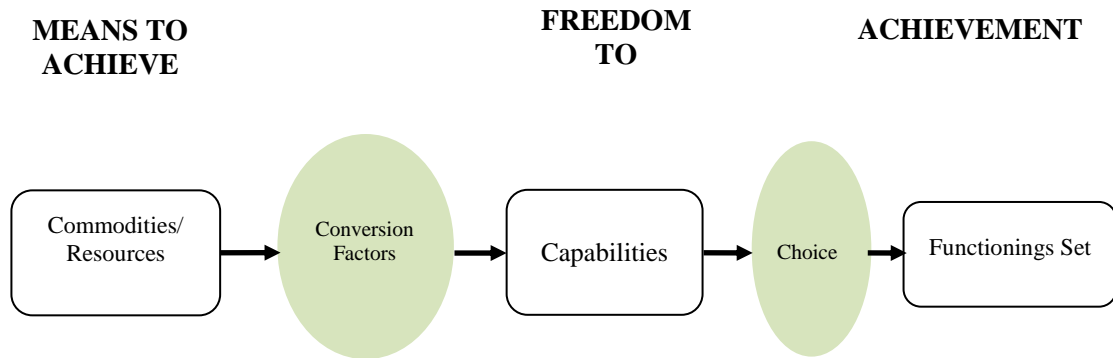 MEANS TO
ACHIEVE
FREEDOM
TO
ACHIEVEMENT
Commodities/
Resources
Conversion
Factors
Capabilities
Choice
Functionings Set